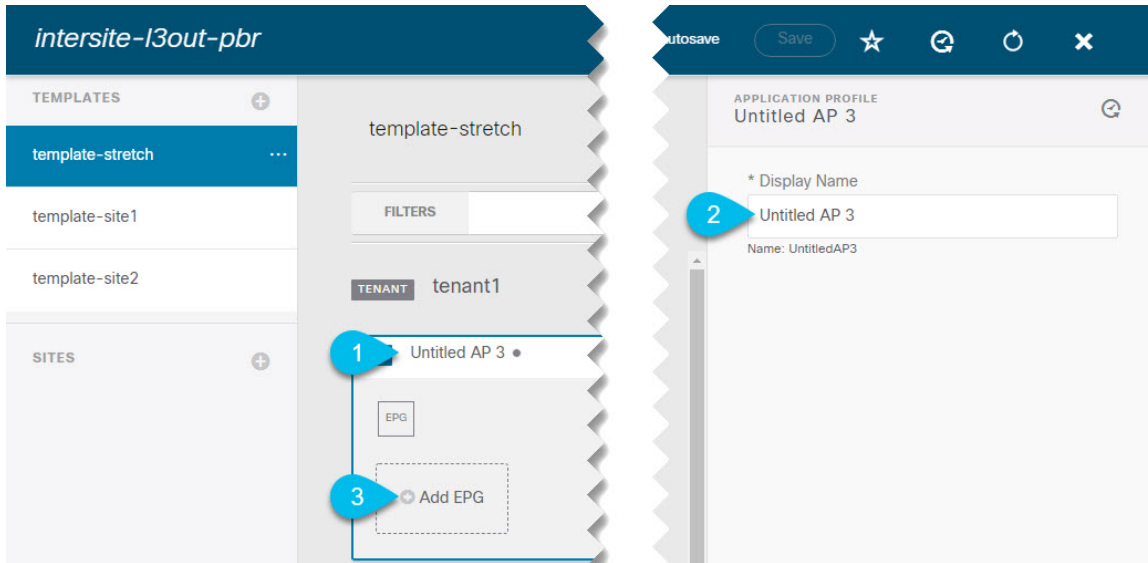 intersite-l3out-pbr
utosave
Save
TEMPLATES
template-stretch
template-site1
template-site2
SITES
template-stretch
FILTERS
TENANT tenant1
1 Untitled AP 3
EPG
3 Add EPG
APPLICATION PROFILE
Untitled AP 3
* Display Name
2 Untitled AP 3
Name: UntitledAP3